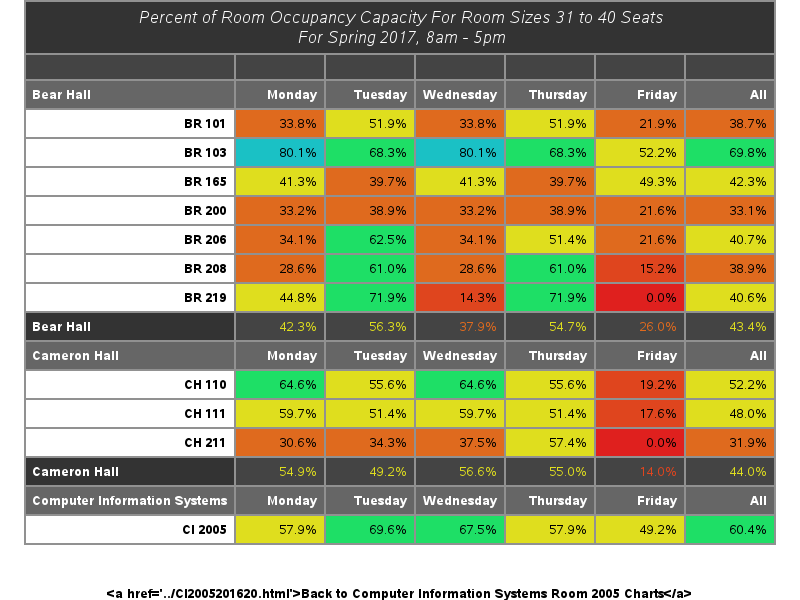 Percent of Room Occupancy Capacity For Room Sizes 31 to 40 Seats
For Spring 2017, 8am - 5pm
Bear Hall Monday Tuesday Wednesday Thursday Friday All
BR 101 33.8% 51.9% 33.8% 51.9% 21.9% 38.7%
BR 103 80.1% 68.3% 80.1% 68.3% 52.2% 69.8%
BR 165 41.3% 39.7% 41.3% 39.7% 49.3% 42.3%
BR 200 33.2% 38.9% 33.2% 38.9% 21.6% 33.1%
BR 206 34.1% 62.5% 34.1% 51.4% 21.6% 40.7%
BR 208 28.6% 61.0% 28.6% 61.0% 15.2% 38.9%
BR 219 44.8% 71.9% 14.3% 71.9% 0.0% 40.6%
Bear Hall 42.3% 56.3% 37.9% 54.7% 26.0% 43.4%
Cameron Hall Monday Tuesday Wednesday Thursday Friday All
CH 110 64.6% 55.6% 64.6% 55.6% 19.2% 52.2%
CH 111 59.7% 51.4% 59.7% 51.4% 17.6% 48.0%
CH 211 30.6% 34.3% 37.5% 57.4% 0.0% 31.9%
Cameron Hall 54.9% 49.2% 56.6% 55.0% 14.0% 44.0%
Computer Information Systems Monday Tuesday Wednesday Thursday Friday All
CI 2005 57.9% 69.6% 67.5% 57.9% 49.2% 60.4%
&lt;a href='../CI2005201620.html'&gt;Back to Computer Information Systems Room 2005 Charts&lt;/a&gt;